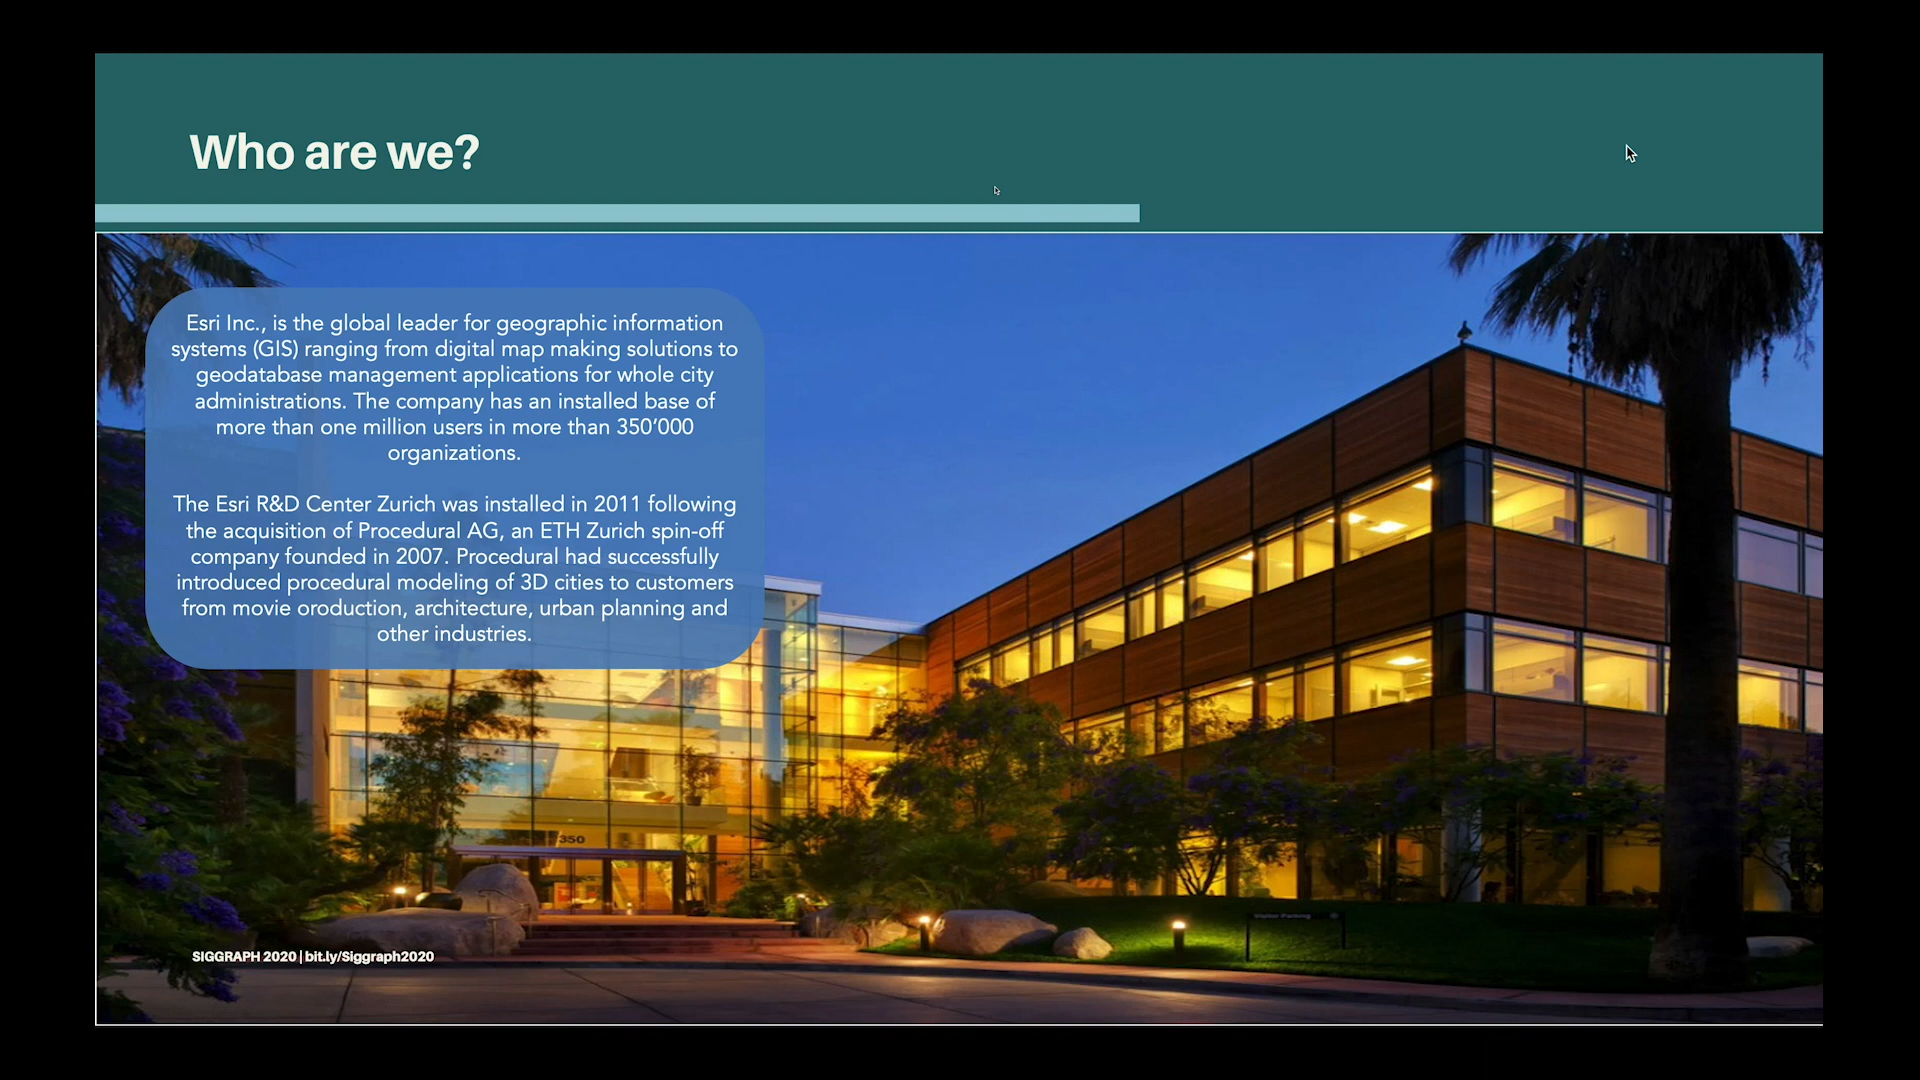 Who are we?
Esri Inc., is the global leader for geographic information
systems (GIS) ranging from digital map making solutions to
geodatabase management applications for whole city
administrations. The company has an installed base of
more than one million users in more than 350’000
organizations.
The Esri R&D Center Zurich was installed in 2011 following
the acquisition of Procedural AG, an ETH Zurich spin-off
company founded in 2007. Procedural had successfully
introduced procedural modeling of 3D cities to customers
from movie oroduction, architecture, urban planning and
other industries.
350
Visitor Parking
SIGGRAPH 2020 | bit.ly/Siggraph2020